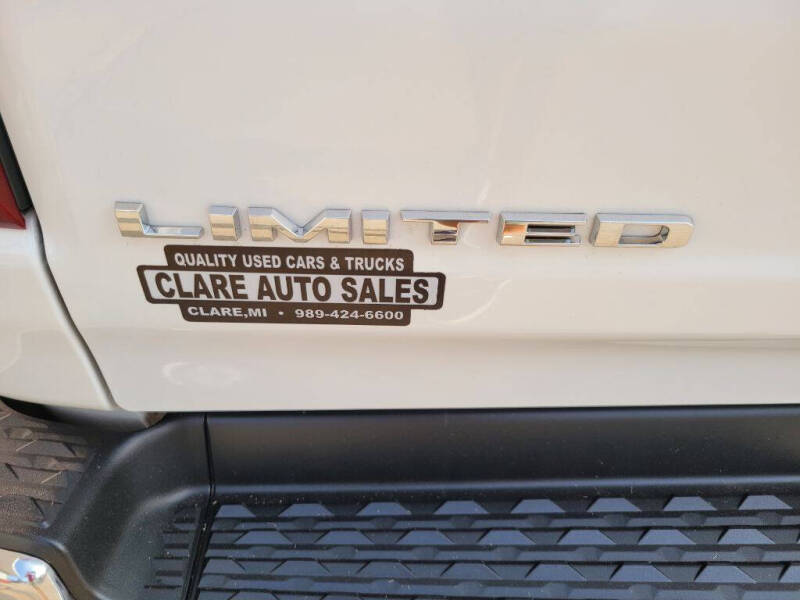 LIMITED
QUALITY USED CARS & TRUCKS
CLARE AUTO SALES
CLARE,MI • 989-424-6600